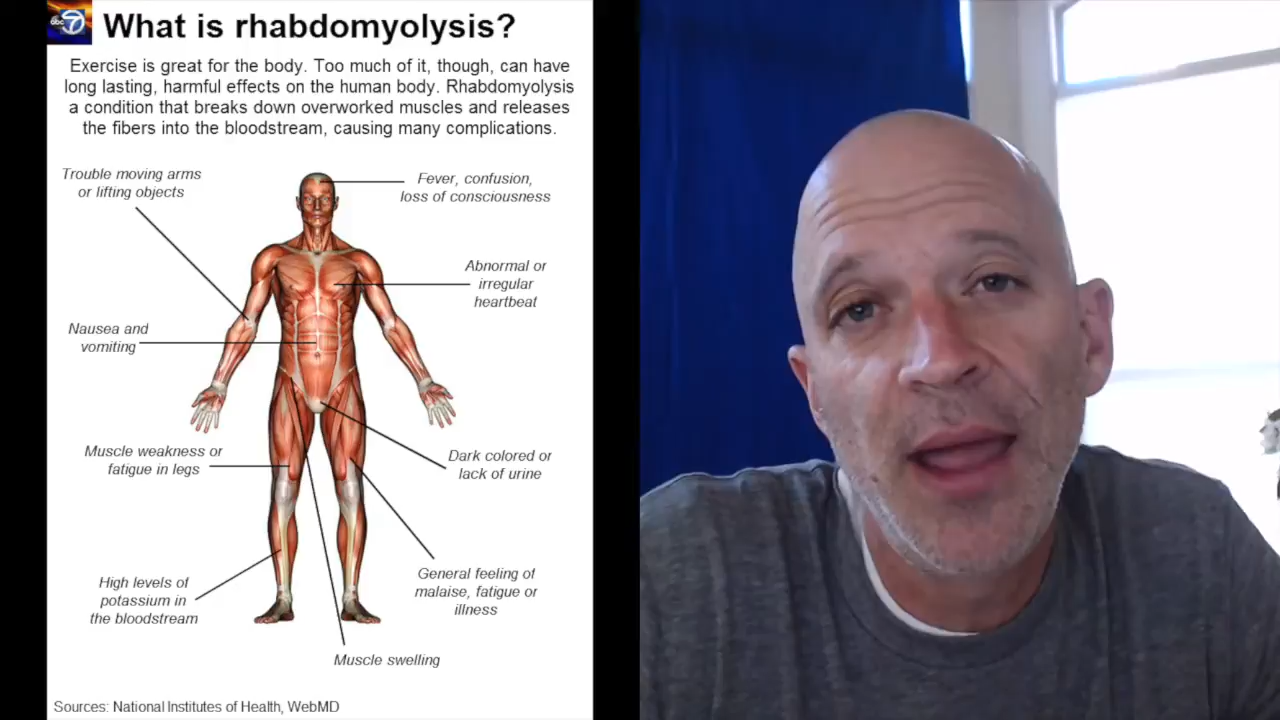 abc 7
What is rhabdomyolysis?
Exercise is great for the body. Too much of it, though, can have
long lasting, harmful effects on the human body. Rhabdomyolysis
a condition that breaks down overworked muscles and releases
the fibers into the bloodstream, causing many complications.
Trouble moving arms
or lifting objects
Fever, confusion,
loss of consciousness
Abnormal or
irregular
heartbeat
Nausea and
vomiting
Muscle weakness or
fatigue in legs
Dark colored or
lack of urine
High levels of
potassium in
the bloodstream
General feeling of
malaise, fatigue or
illness
Muscle swelling
Sources: National Institutes of Health, WebMD